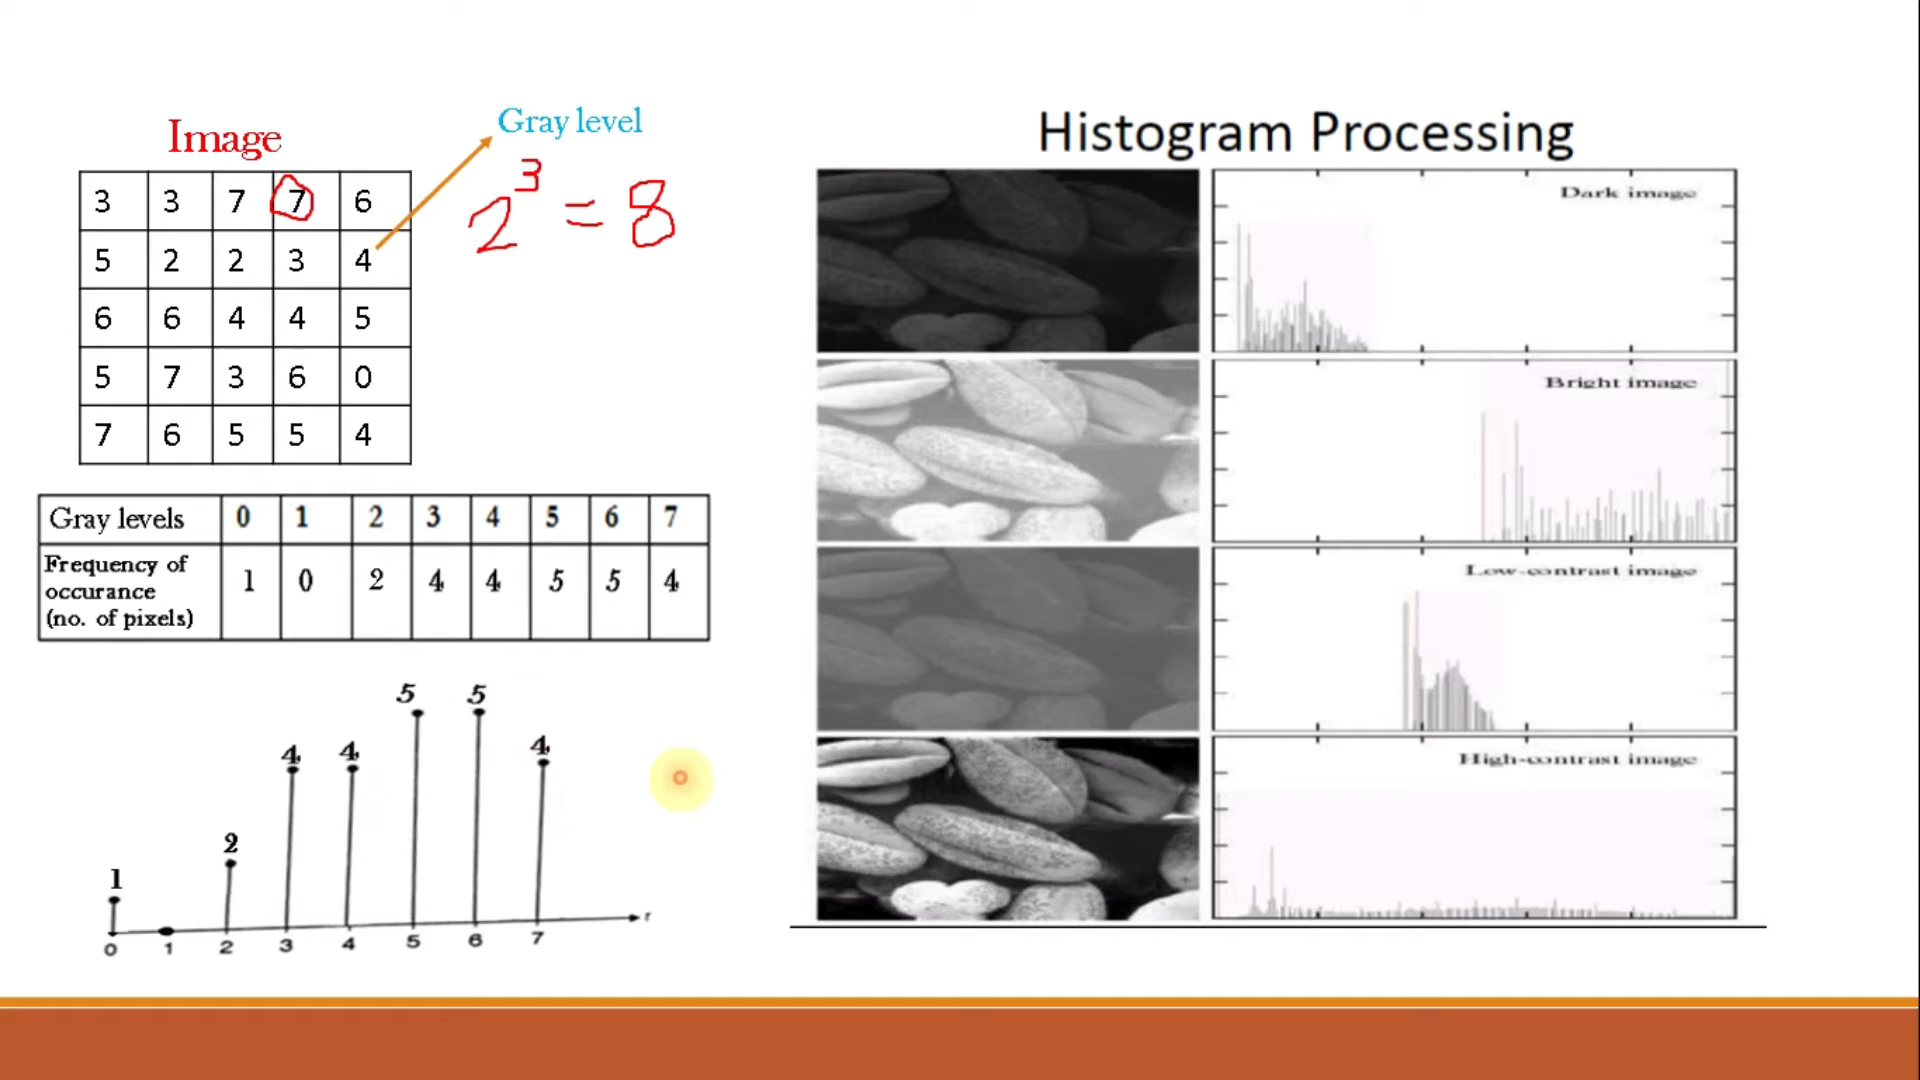 Image
Gray level
2³ = 8
3 3 7 7 6
5 2 2 3 4
6 6 4 4 5
5 7 3 6 0
7 6 5 5 4
Gray levels 0 1 2 3 4 5 6 7
Frequency of
occurance
(no. of pixels) 1 0 2 4 4 5 5 4
1 2 4 4 5 5 4
0 1 2 3 4 5 6 7 r
Histogram Processing
Dark image
Bright image
Low-contrast image
High-contrast image